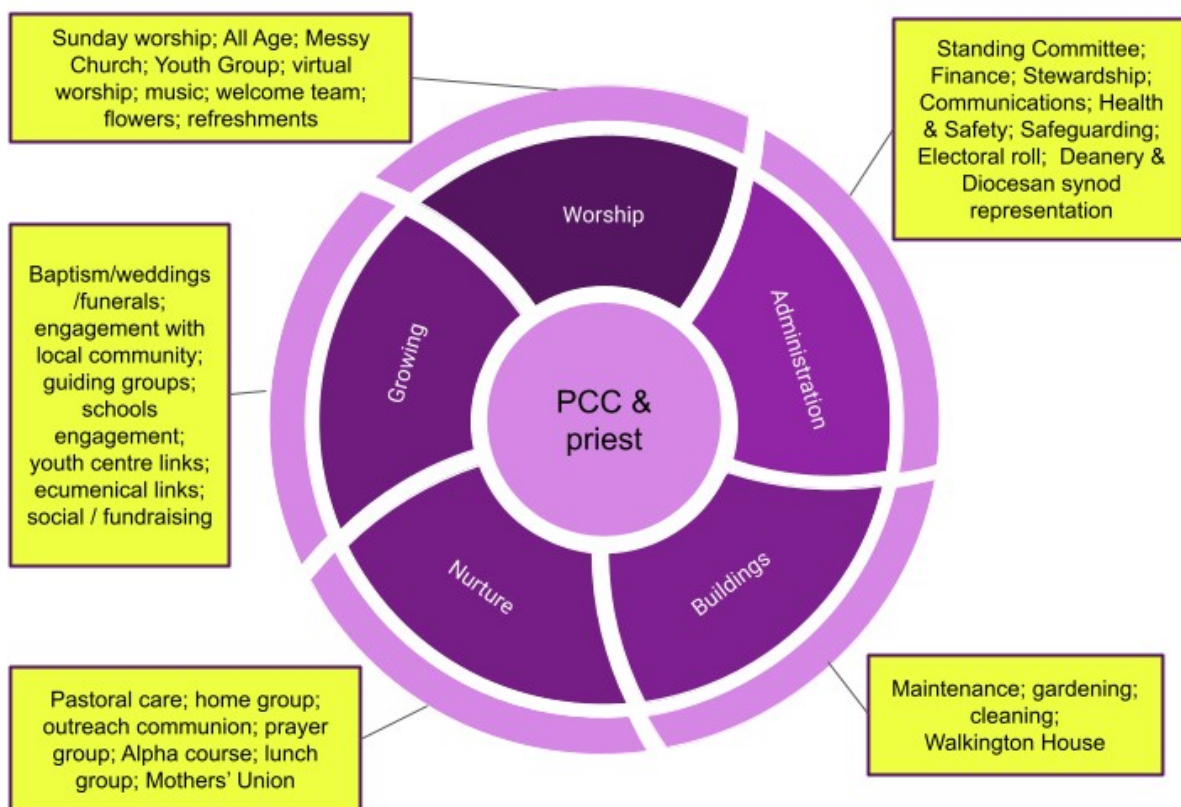 Sunday worship; All Age; Messy
Church; Youth Group; virtual
worship; music; welcome team;
flowers; refreshments
Standing Committee;
Finance; Stewardship;
Communications; Health
& Safety; Safeguarding;
Electoral roll;  Deanery &
Diocesan synod
representation
Worship
Administration
Growing
PCC &
priest
Nurture
Buildings
Baptism/weddings
/funerals;
engagement with
local community;
guiding groups;
schools
engagement;
youth centre links;
ecumenical links;
social / fundraising
Pastoral care; home group;
outreach communion; prayer
group; Alpha course; lunch
group; Mothers' Union
Maintenance; gardening;
cleaning;
Walkington House